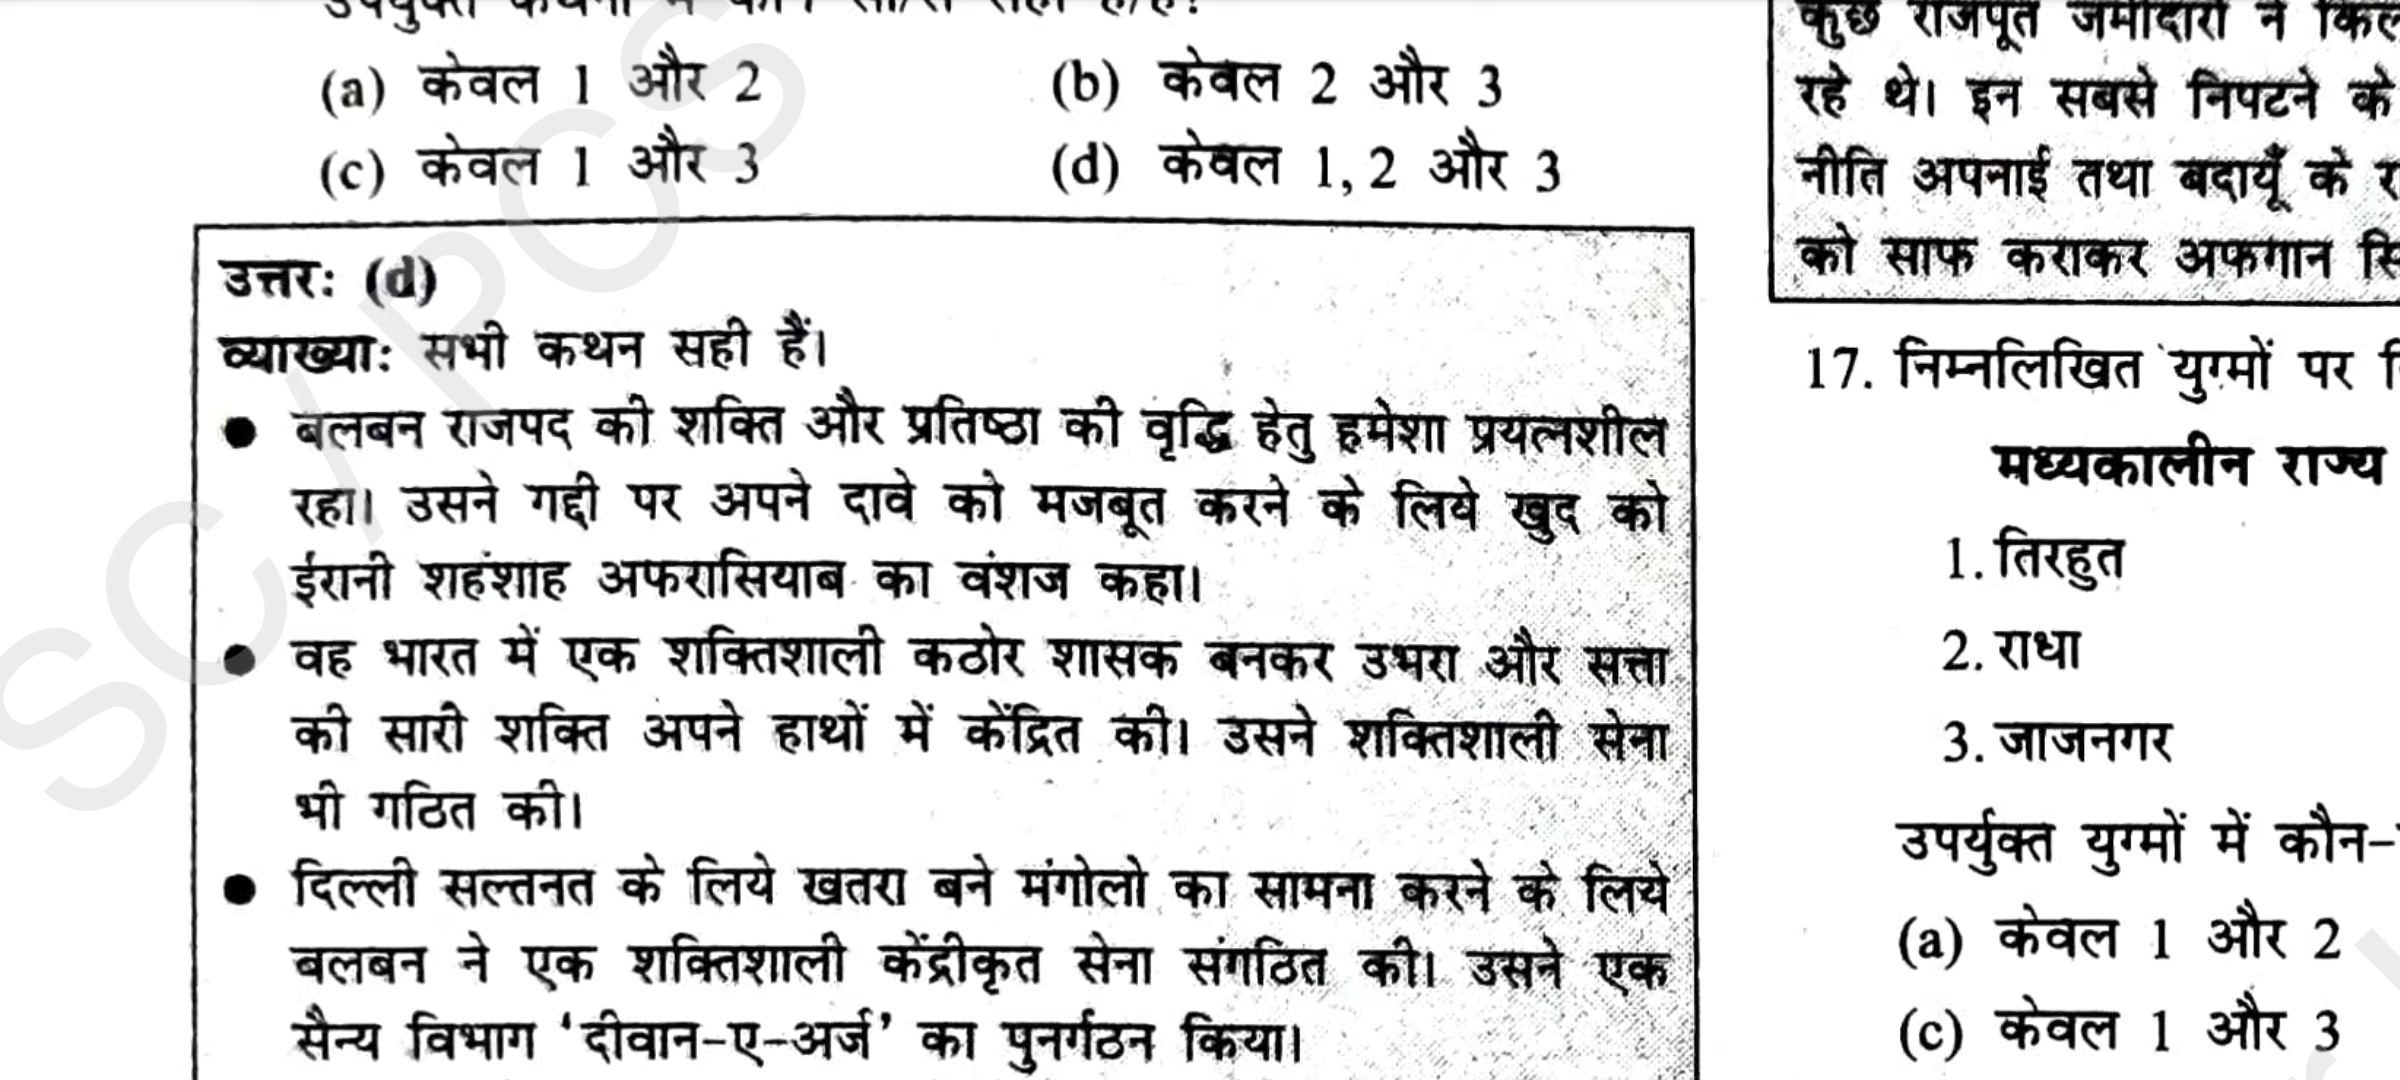 (a) केवल 1 और 2
(b) केवल 2 और 3
(c) केवल 1 और 3
(d) केवल 1, 2 और 3
उत्तरः (d)
व्याख्याः सभी कथन सही हैं।
● बलबन राजपद की शक्ति और प्रतिष्ठा की वृद्धि हेतु हमेशा प्रयत्नशील
रहा। उसने गद्दी पर अपने दावे को मजबूत करने के लिये खुद को
ईरानी शहंशाह अफरासियाब का वंशज कहा।
● वह भारत में एक शक्तिशाली कठोर शासक बनकर उभरा और सत्ता
की सारी शक्ति अपने हाथों में केंद्रित की। उसने शक्तिशाली सेना
भी गठित की।
● दिल्ली सल्तनत के लिये खतरा बने मंगोलो का सामना करने के लिये
बलबन ने एक शक्तिशाली केंद्रीकृत सेना संगठित की। उसने एक
सैन्य विभाग ‘दीवान-ए-अर्ज’ का पुनर्गठन किया।
कुछ राजपूत जमींदारों ने
रहे थे। इन सबसे निपटने के
नीति अपनाई तथा बदायूँ के
को साफ कराकर अफगान
17. निम्नलिखित युग्मों पर
मध्यकालीन राज्य
1. तिरहुत
2. राधा
3. जाजनगर
उपर्युक्त युग्मों में कौन-
(a) केवल 1 और 2
(c) केवल 1 और 3
SC / PCS